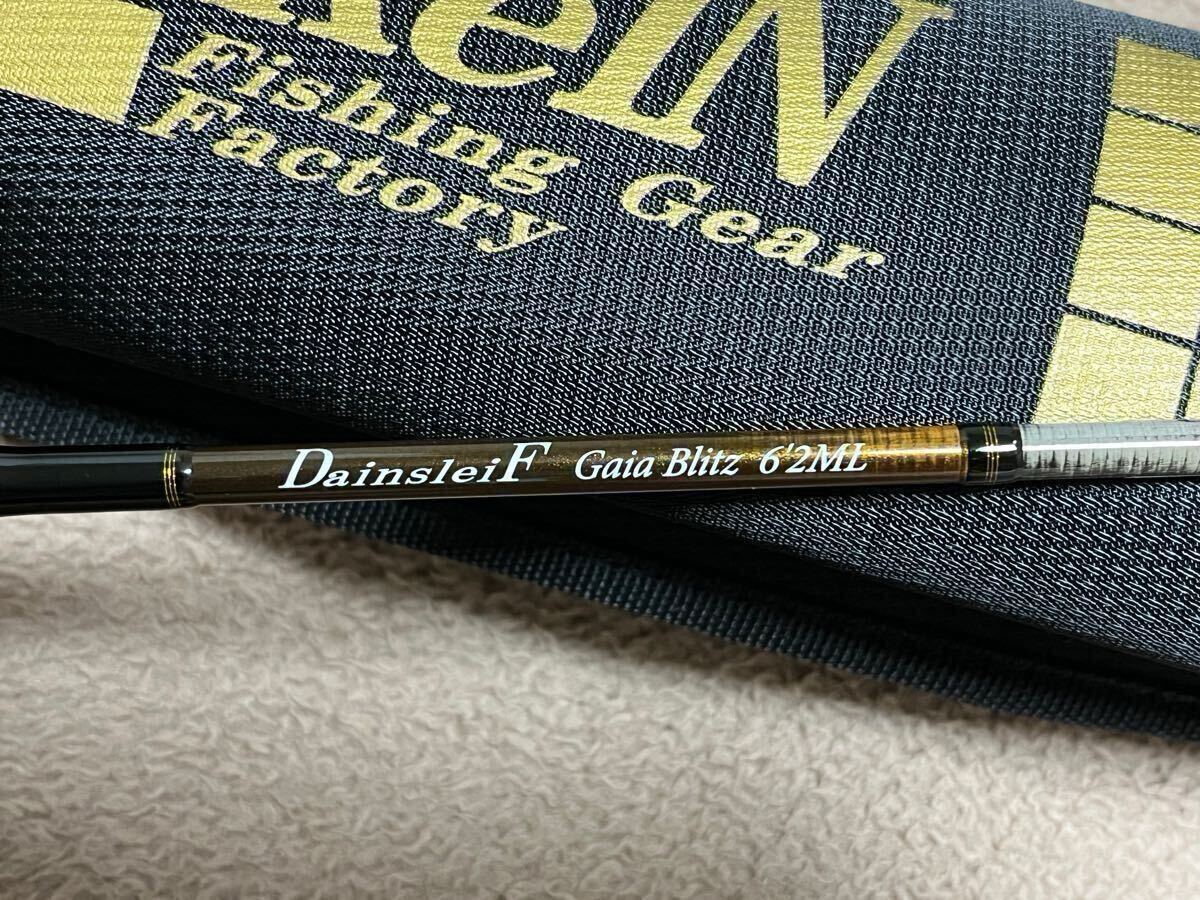 Fishing Gear
Factory
DainsleiF Gaia Blitz 6'2ML